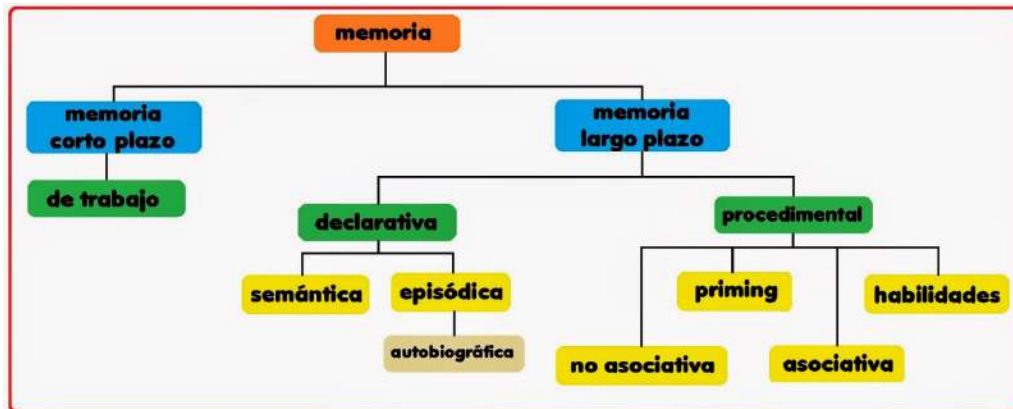 memoria
memoria
corto plazo
memoria
largo plazo
de trabajo
declarativa
procedimental
semántica
episódica
priming
habilidades
autobiográfica
no asociativa
asociativa